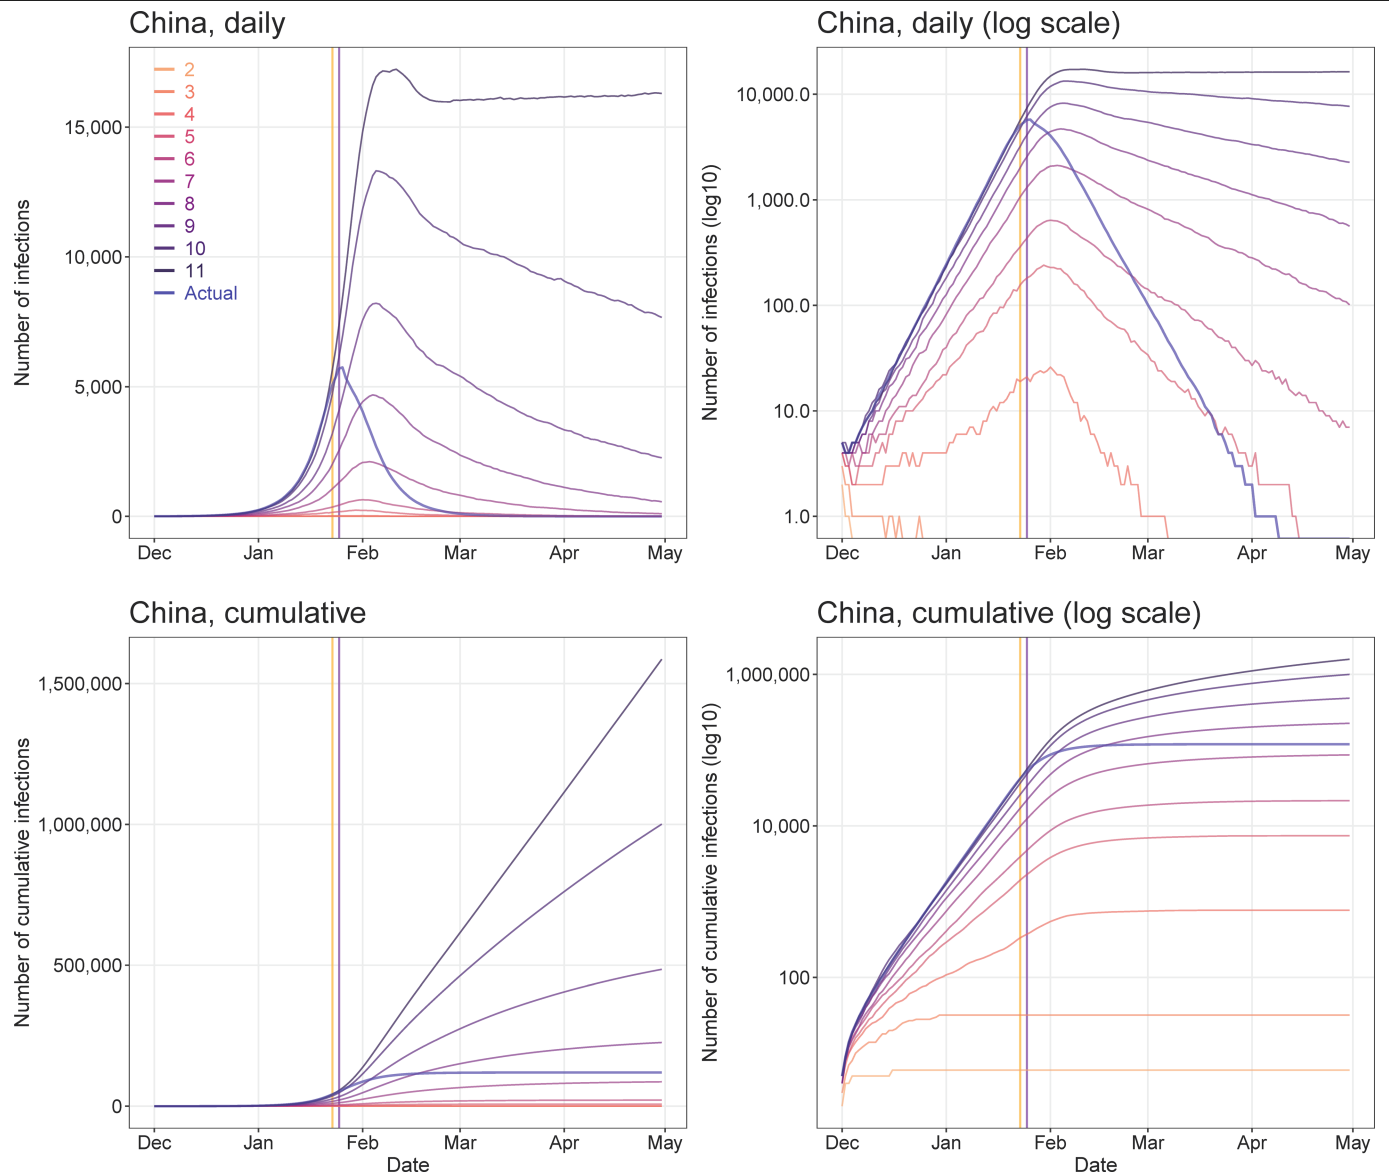 China, daily
Number of infections
15,000
10,000
5,000
0
2
3
4
5
6
7
8
9
10
11
Actual
Dec Jan Feb Mar Apr May
China, daily (log scale)
Number of infections (log10)
10,000.0
1,000.0
100.0
10.0
1.0
Dec Jan Feb Mar Apr May
China, cumulative
Number of cumulative infections
1,500,000
1,000,000
500,000
0
Dec Jan Feb Mar Apr May
Date
China, cumulative (log scale)
Number of cumulative infections (log10)
1,000,000
10,000
100
Dec Jan Feb Mar Apr May
Date